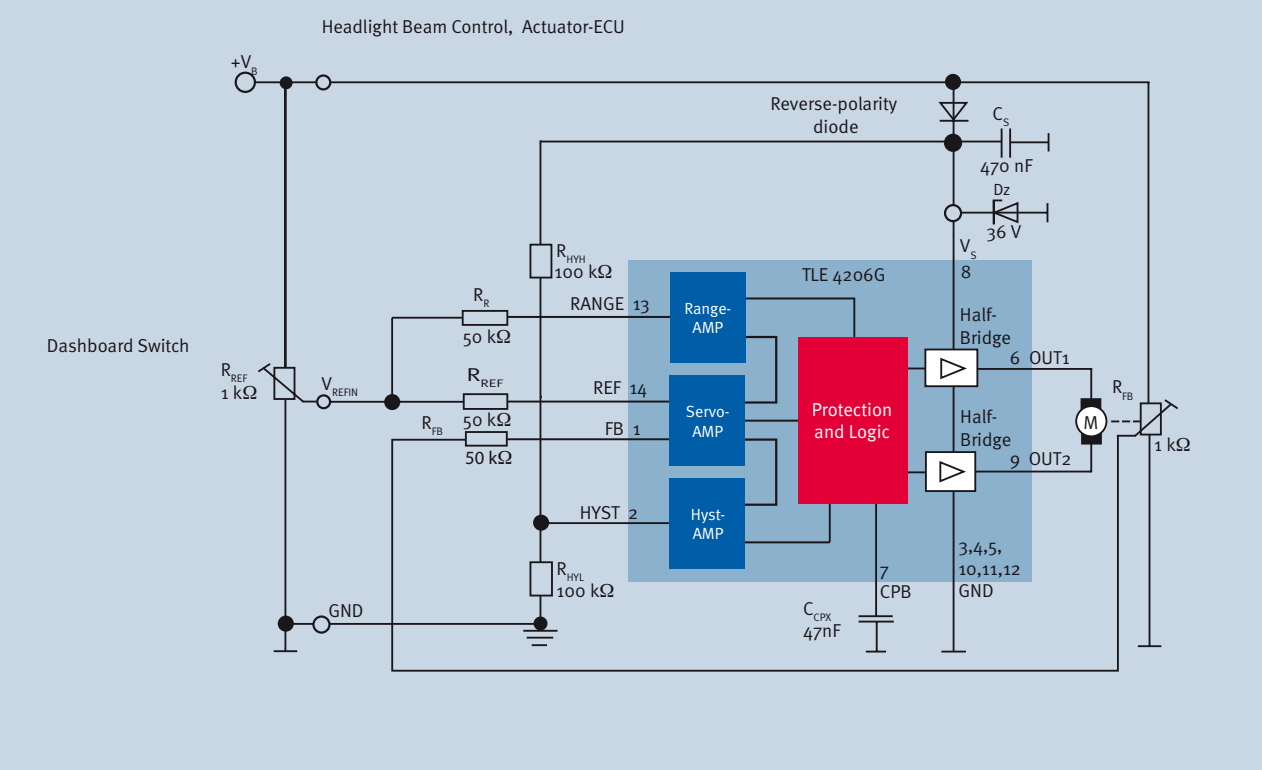 Headlight Beam Control, Actuator-ECU
+VB
Reverse-polarity
diode
CS
470 nF
Dz
36 V
VS
8
RHYH
100 kΩ
TLE 4206G
RR
50 kΩ
RANGE 13
Range-
AMP
Half-
Bridge
6 OUT1
Dashboard Switch
RREF
1 kΩ
VREFIN
RREF
50 kΩ
REF 14
RFB
50 kΩ
FB 1
Servo-
AMP
Protection
and Logic
Half-
Bridge
9 OUT2
M
RFB
1 kΩ
HYST 2
Hyst-
AMP
RHYL
100 kΩ
GND
7
CPB
CCPX
47nF
3,4,5,
10,11,12
GND